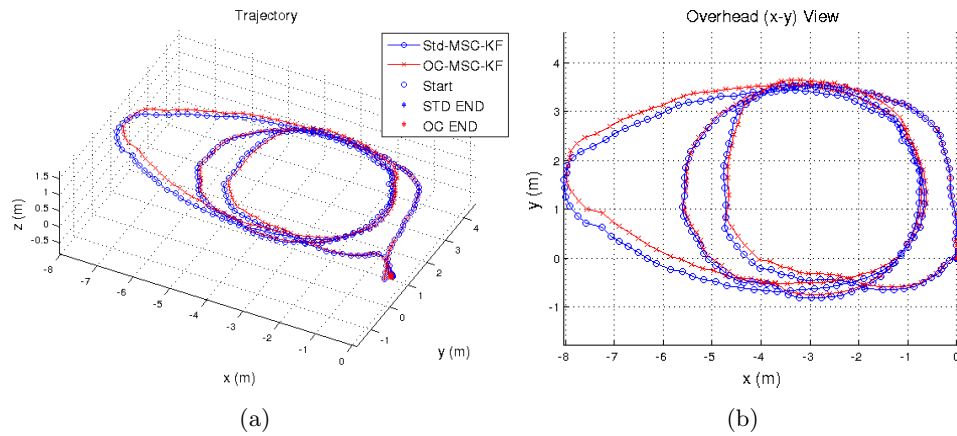 Trajectory
Std-MSC-KF
OC-MSC-KF
Start
STD END
OC END
1.5
1
0.5
0
-0.5
z (m)
-8
-7
-6
-5
-4
-3
-2
-1
0
x (m)
-1
0
1
2
3
4
y (m)
(a)
Overhead (x-y) View
4
3
2
1
0
-1
y (m)
-8
-7
-6
-5
-4
-3
-2
-1
0
x (m)
(b)